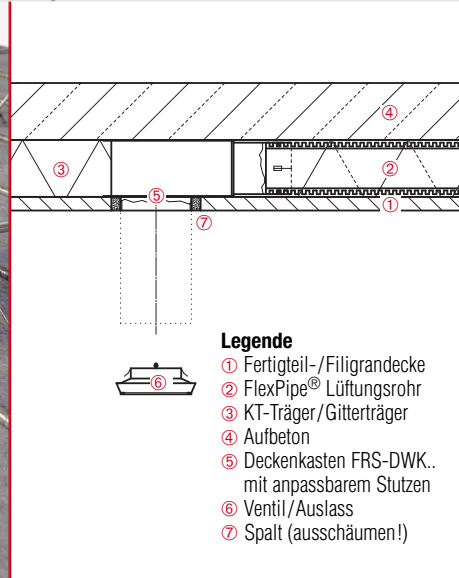 ④
③
②
⑤
①
⑦
⑥
Legende
① Fertigteil-/Filigrandecke
② FlexPipe® Lüftungsrohr
③ KT-Träger/Gitterträger
④ Aufbeton
⑤ Deckenkasten FRS-DWK..
mit anpassbarem Stutzen
⑥ Ventil/Auslass
⑦ Spalt (ausschäumen!)